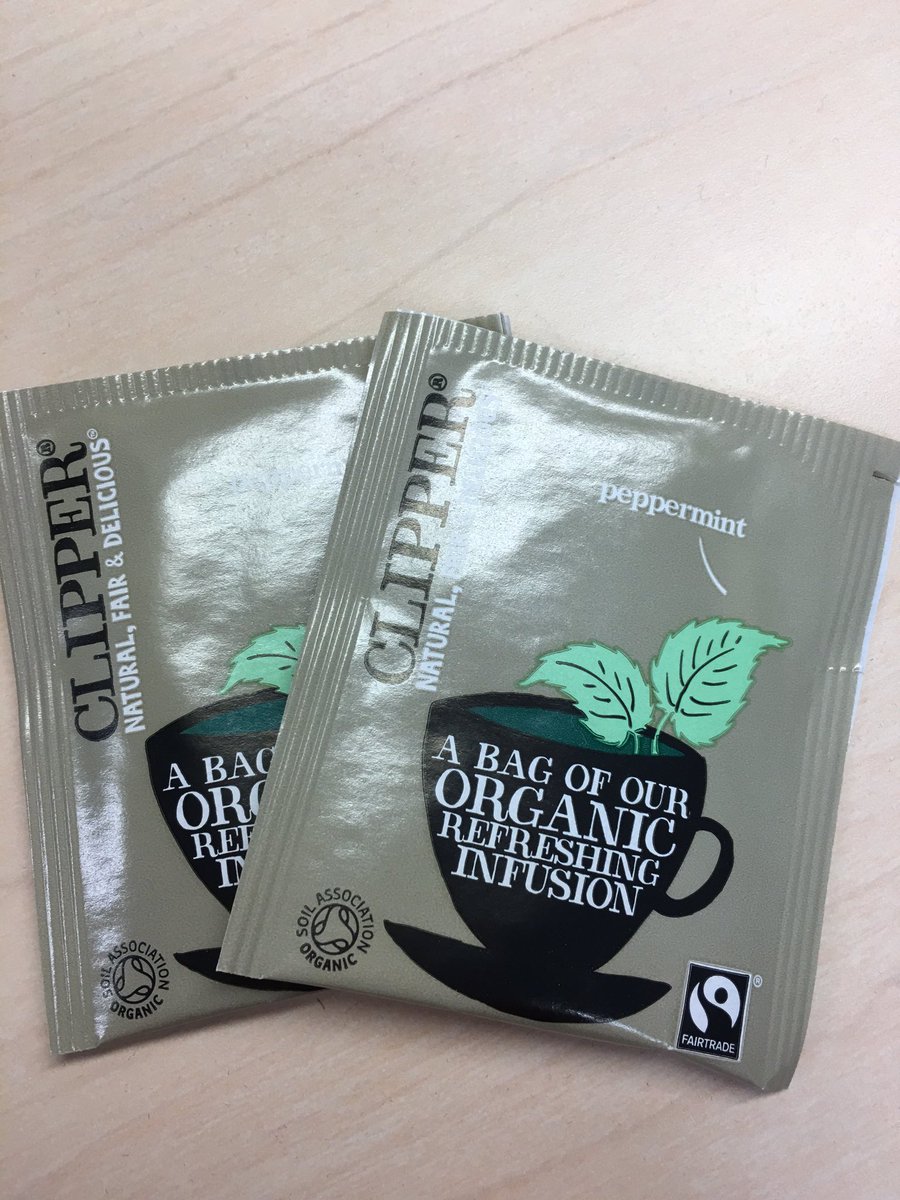 CLIPPER®
NATURAL, FAIR & DELICIOUS™
A BAG
ORG
REF
IN
SOIL ASSOCIATION
ORGANIC
CLIPPER®
NATURAL,
peppermint
A BAG OF OUR
ORGANIC
REFRESHING
INFUSION
SOIL ASSOCIATION
ORGANIC
FAIRTRADE
®